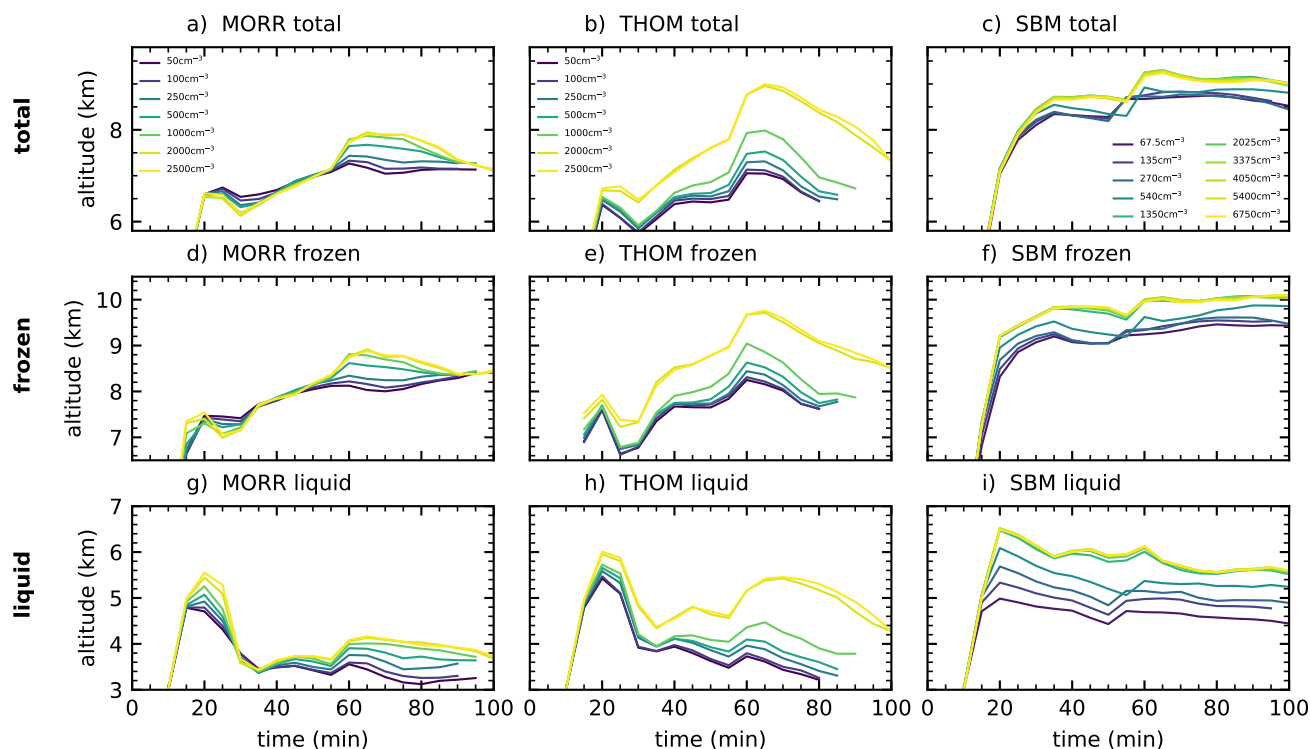 a) MORR total
b) THOM total
c) SBM total
total
altitude (km)
8
6
50cm⁻³
100cm⁻³
250cm⁻³
500cm⁻³
1000cm⁻³
2000cm⁻³
2500cm⁻³
50cm⁻³
100cm⁻³
250cm⁻³
500cm⁻³
1000cm⁻³
2000cm⁻³
2500cm⁻³
67.5cm⁻³
135cm⁻³
270cm⁻³
540cm⁻³
1350cm⁻³
2025cm⁻³
3375cm⁻³
4050cm⁻³
5400cm⁻³
6750cm⁻³
d) MORR frozen
e) THOM frozen
f) SBM frozen
frozen
altitude (km)
10
9
8
7
g) MORR liquid
h) THOM liquid
i) SBM liquid
liquid
altitude (km)
7
6
5
4
3
0 20 40 60 80 100
0 20 40 60 80 100
0 20 40 60 80 100
time (min)
time (min)
time (min)